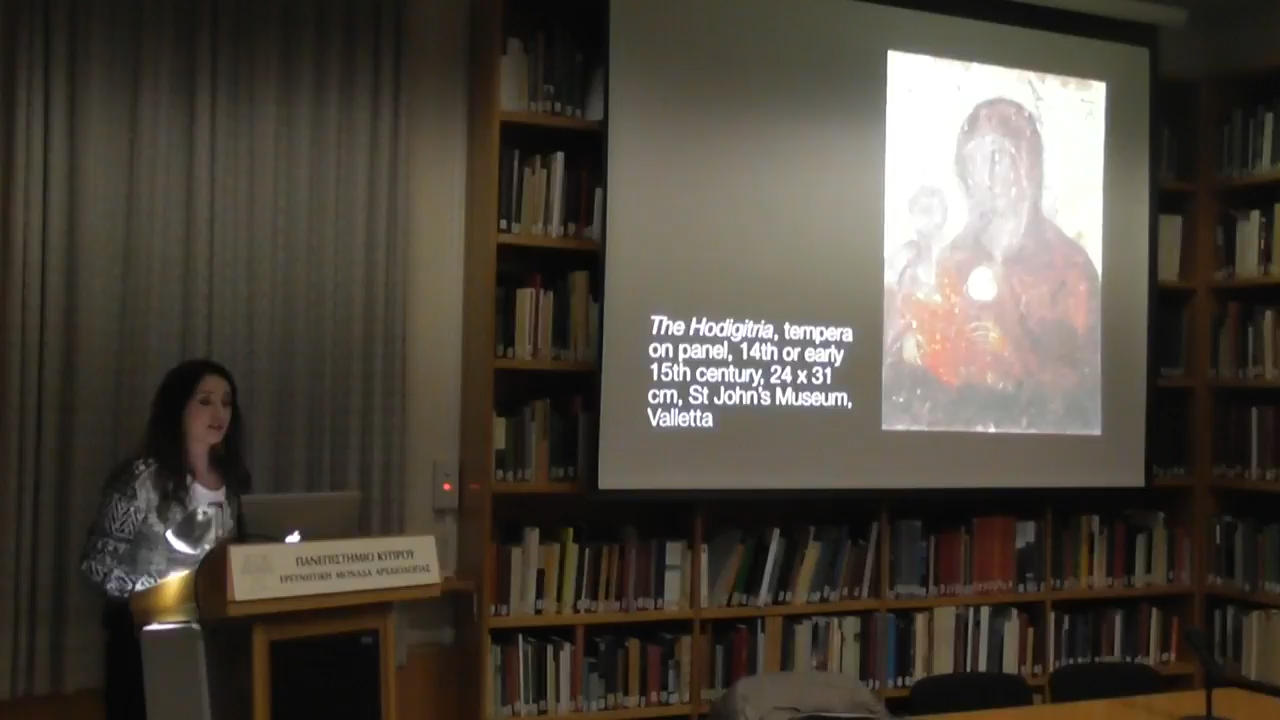 The Hodigitria, tempera
on panel, 14th or early
15th century, 24 x 31
cm, St John's Museum,
Valletta
ΠΑΝΕΠΙΣΤΗΜΙΟ ΚΥΠΡΟΥ
ΕΡΕΥΝΗΤΙΚΗ ΜΟΝΑΔΑ ΑΡΧΑΙΟΛΟΓΙΑΣ